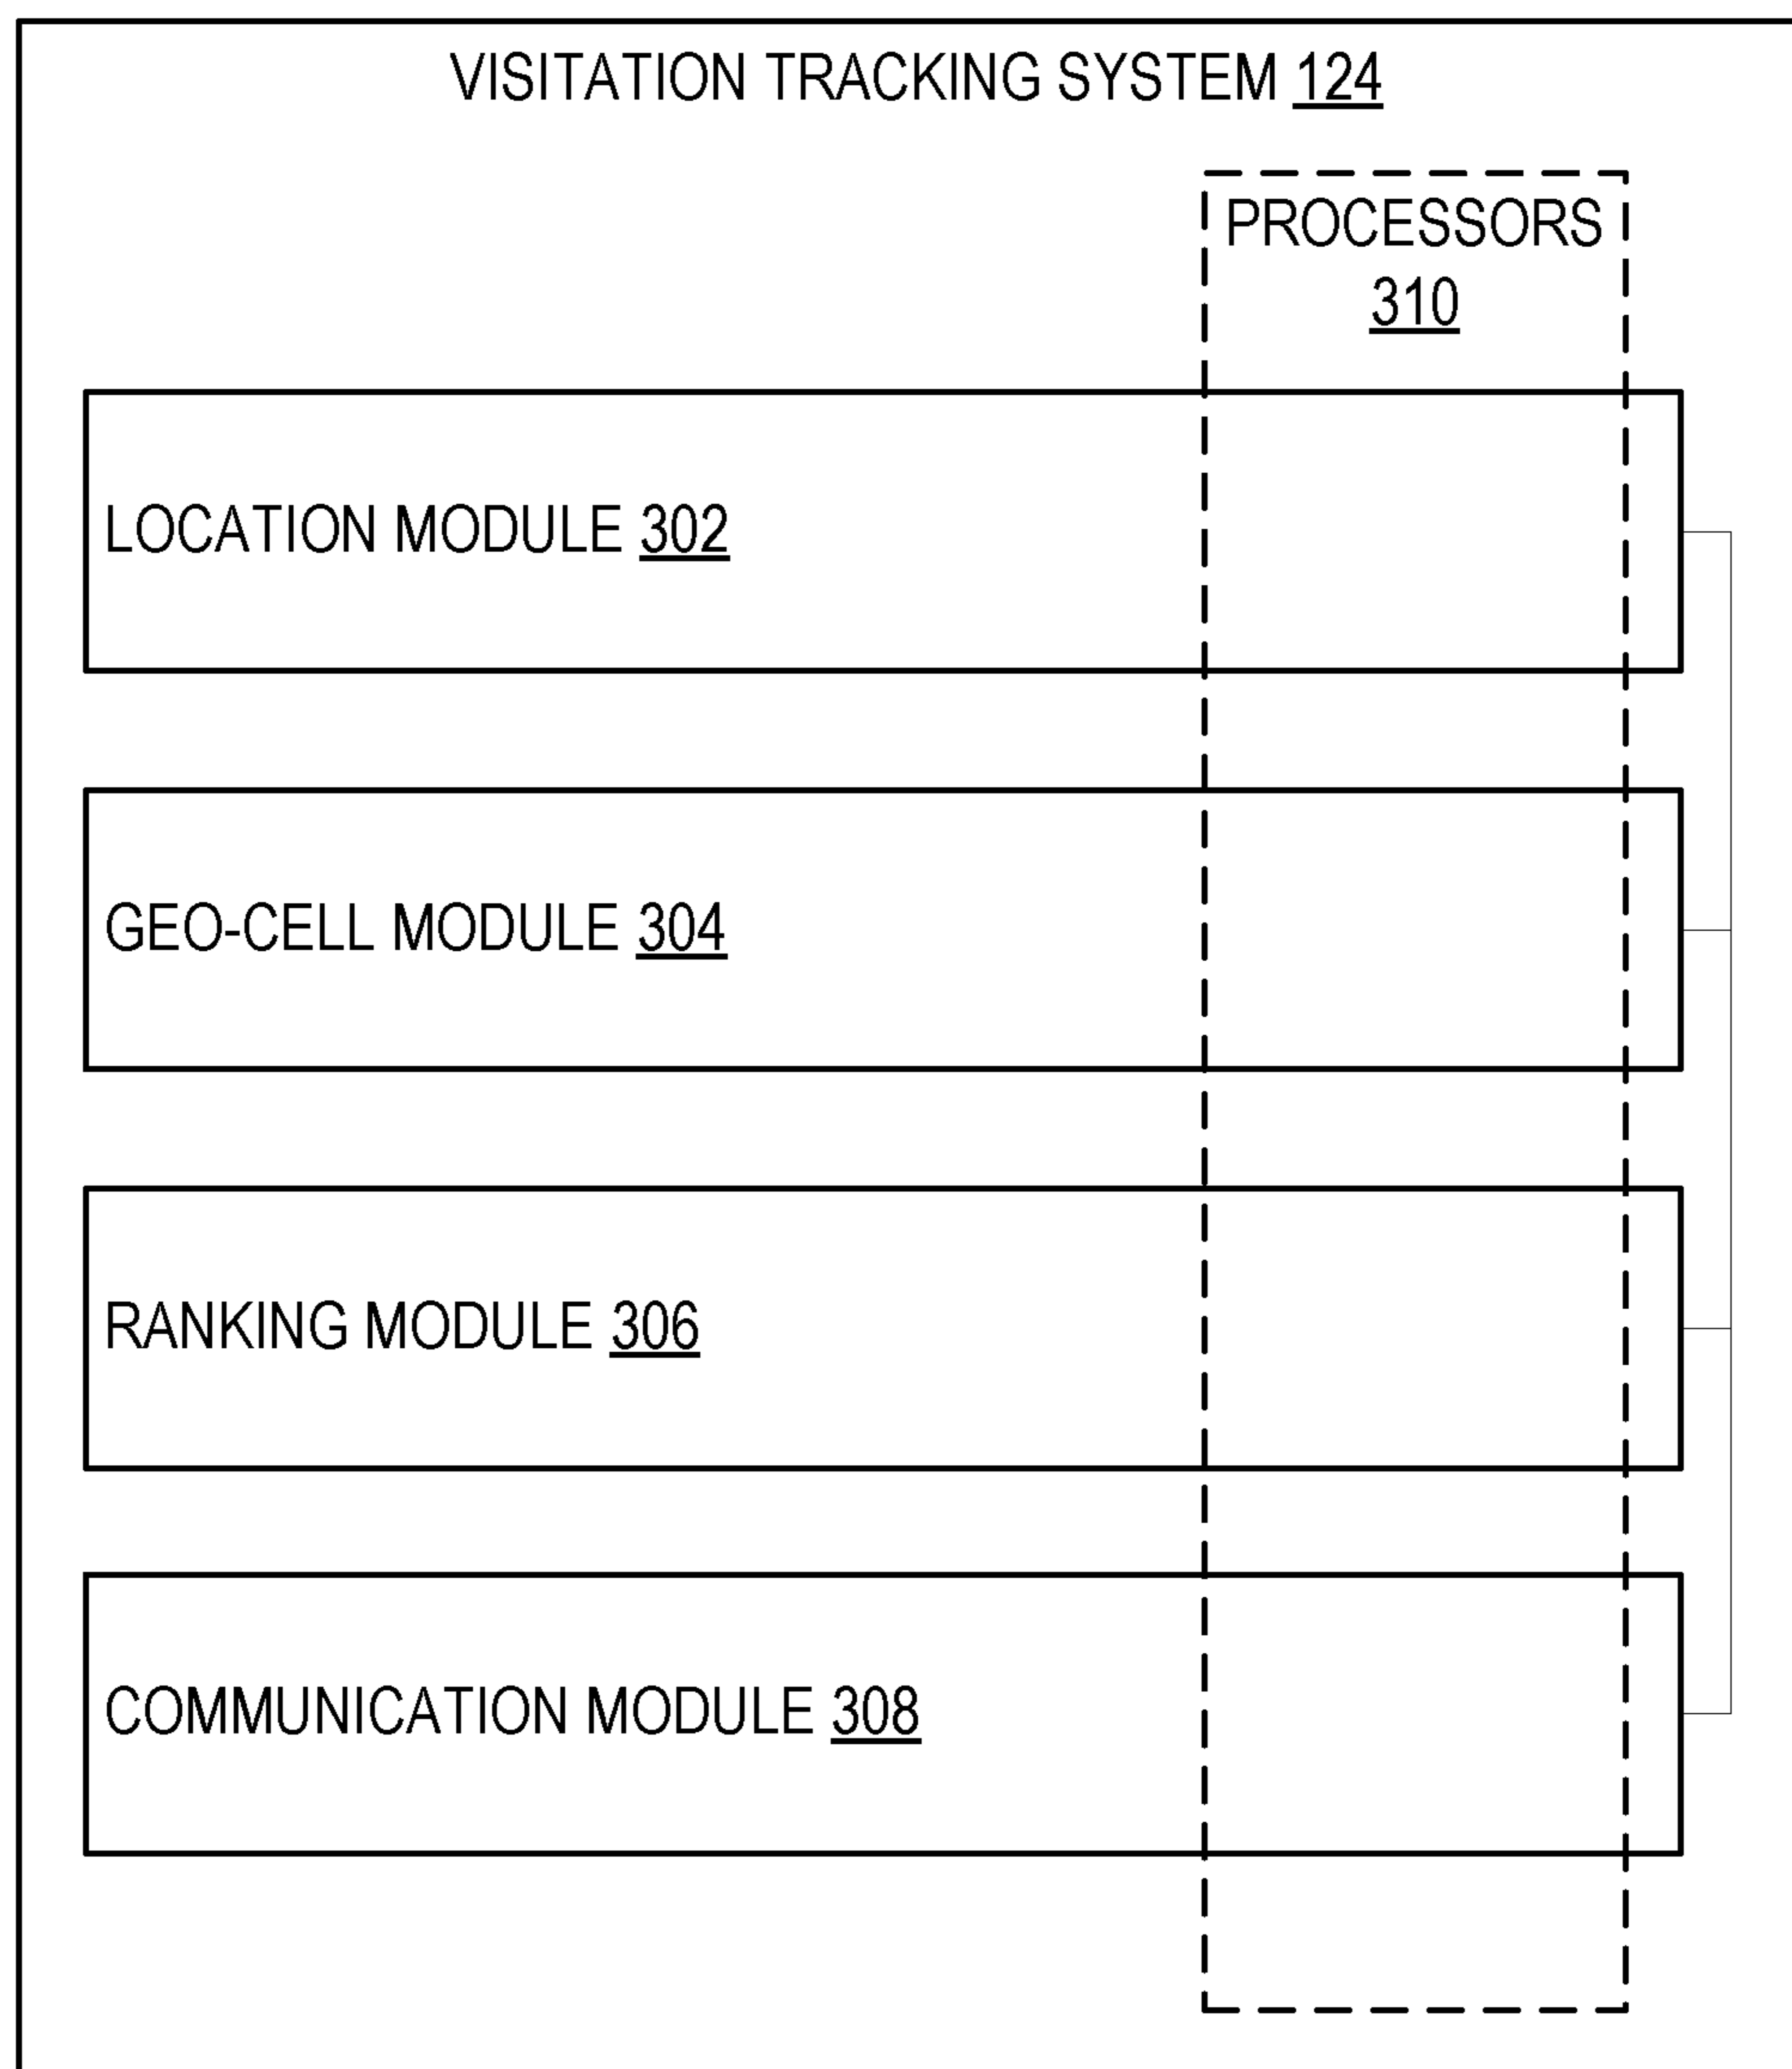 VISITATION TRACKING SYSTEM 124
PROCESSORS
310
LOCATION MODULE 302
GEO-CELL MODULE 304
RANKING MODULE 306
COMMUNICATION MODULE 308